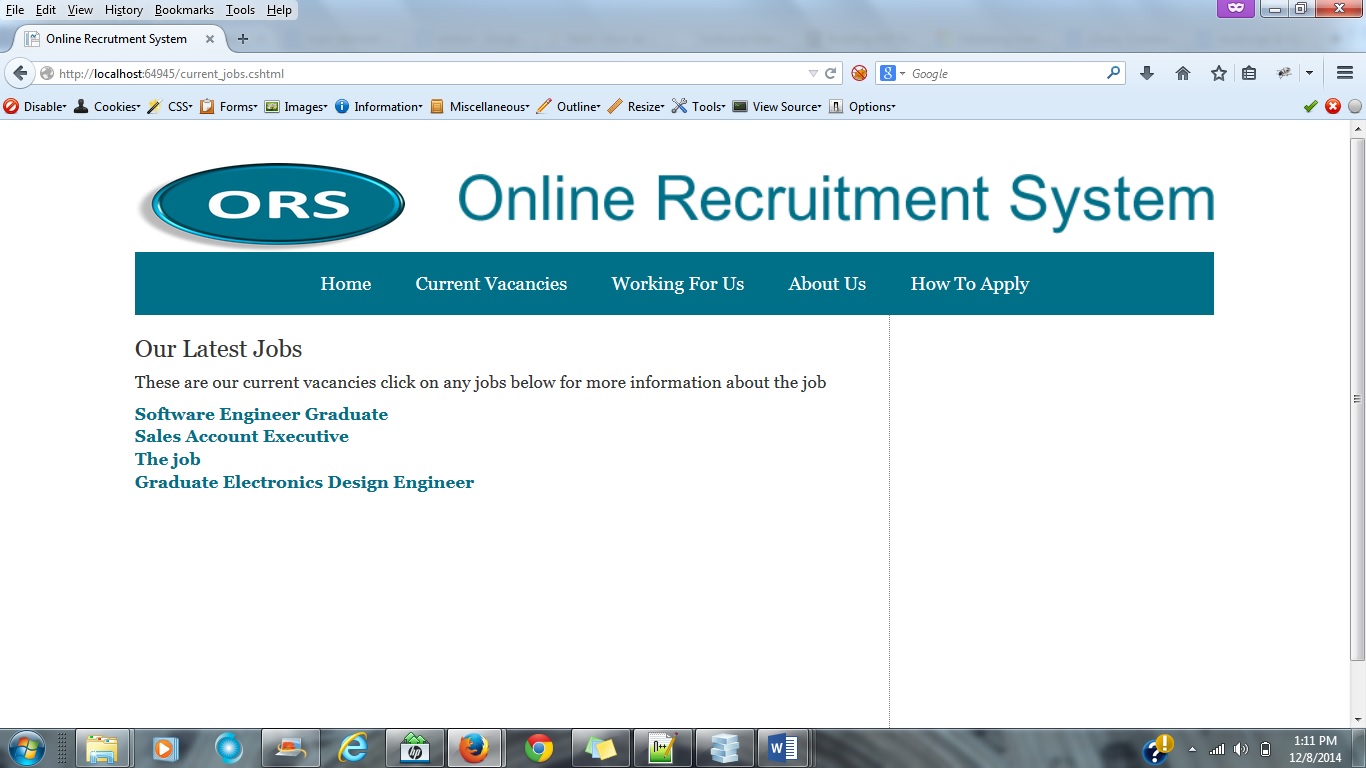 File Edit View History Bookmarks Tools Help
Online Recrutment System
http://localhost:64945/current_jobs.cshtml
Google
Disable Cookies CSS Forms Images Information Miscellaneous Outline Resize Tools View Source Options
ORS Online Recruitment System
Home Current Vacancies Working For Us About Us How To Apply
Our Latest Jobs
These are our current vacancies click on any jobs below for more information about the job
Software Engineer Graduate
Sales Account Executive
The job
Graduate Electronics Design Engineer
1:11 PM
12/8/2014